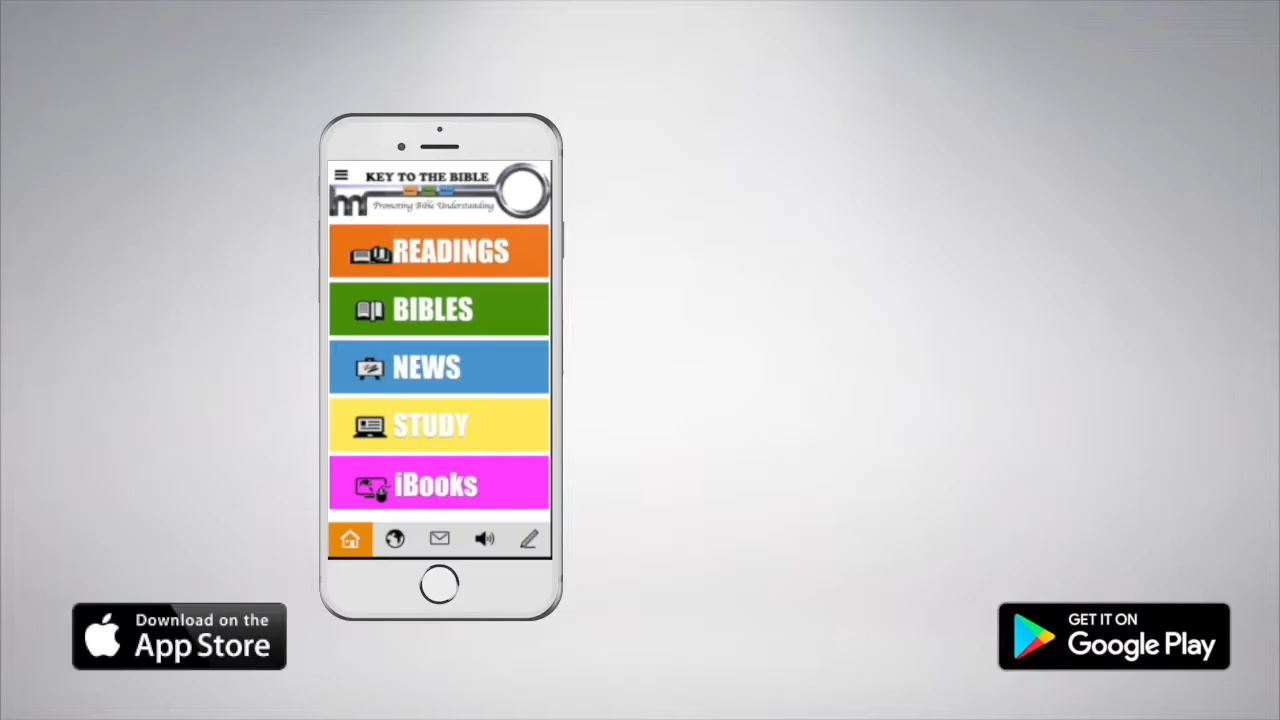 KEY TO THE BIBLE
Promoting Bible Understanding
READINGS
BIBLES
NEWS
STUDY
iBooks
Download on the
App Store
GET IT ON
Google Play